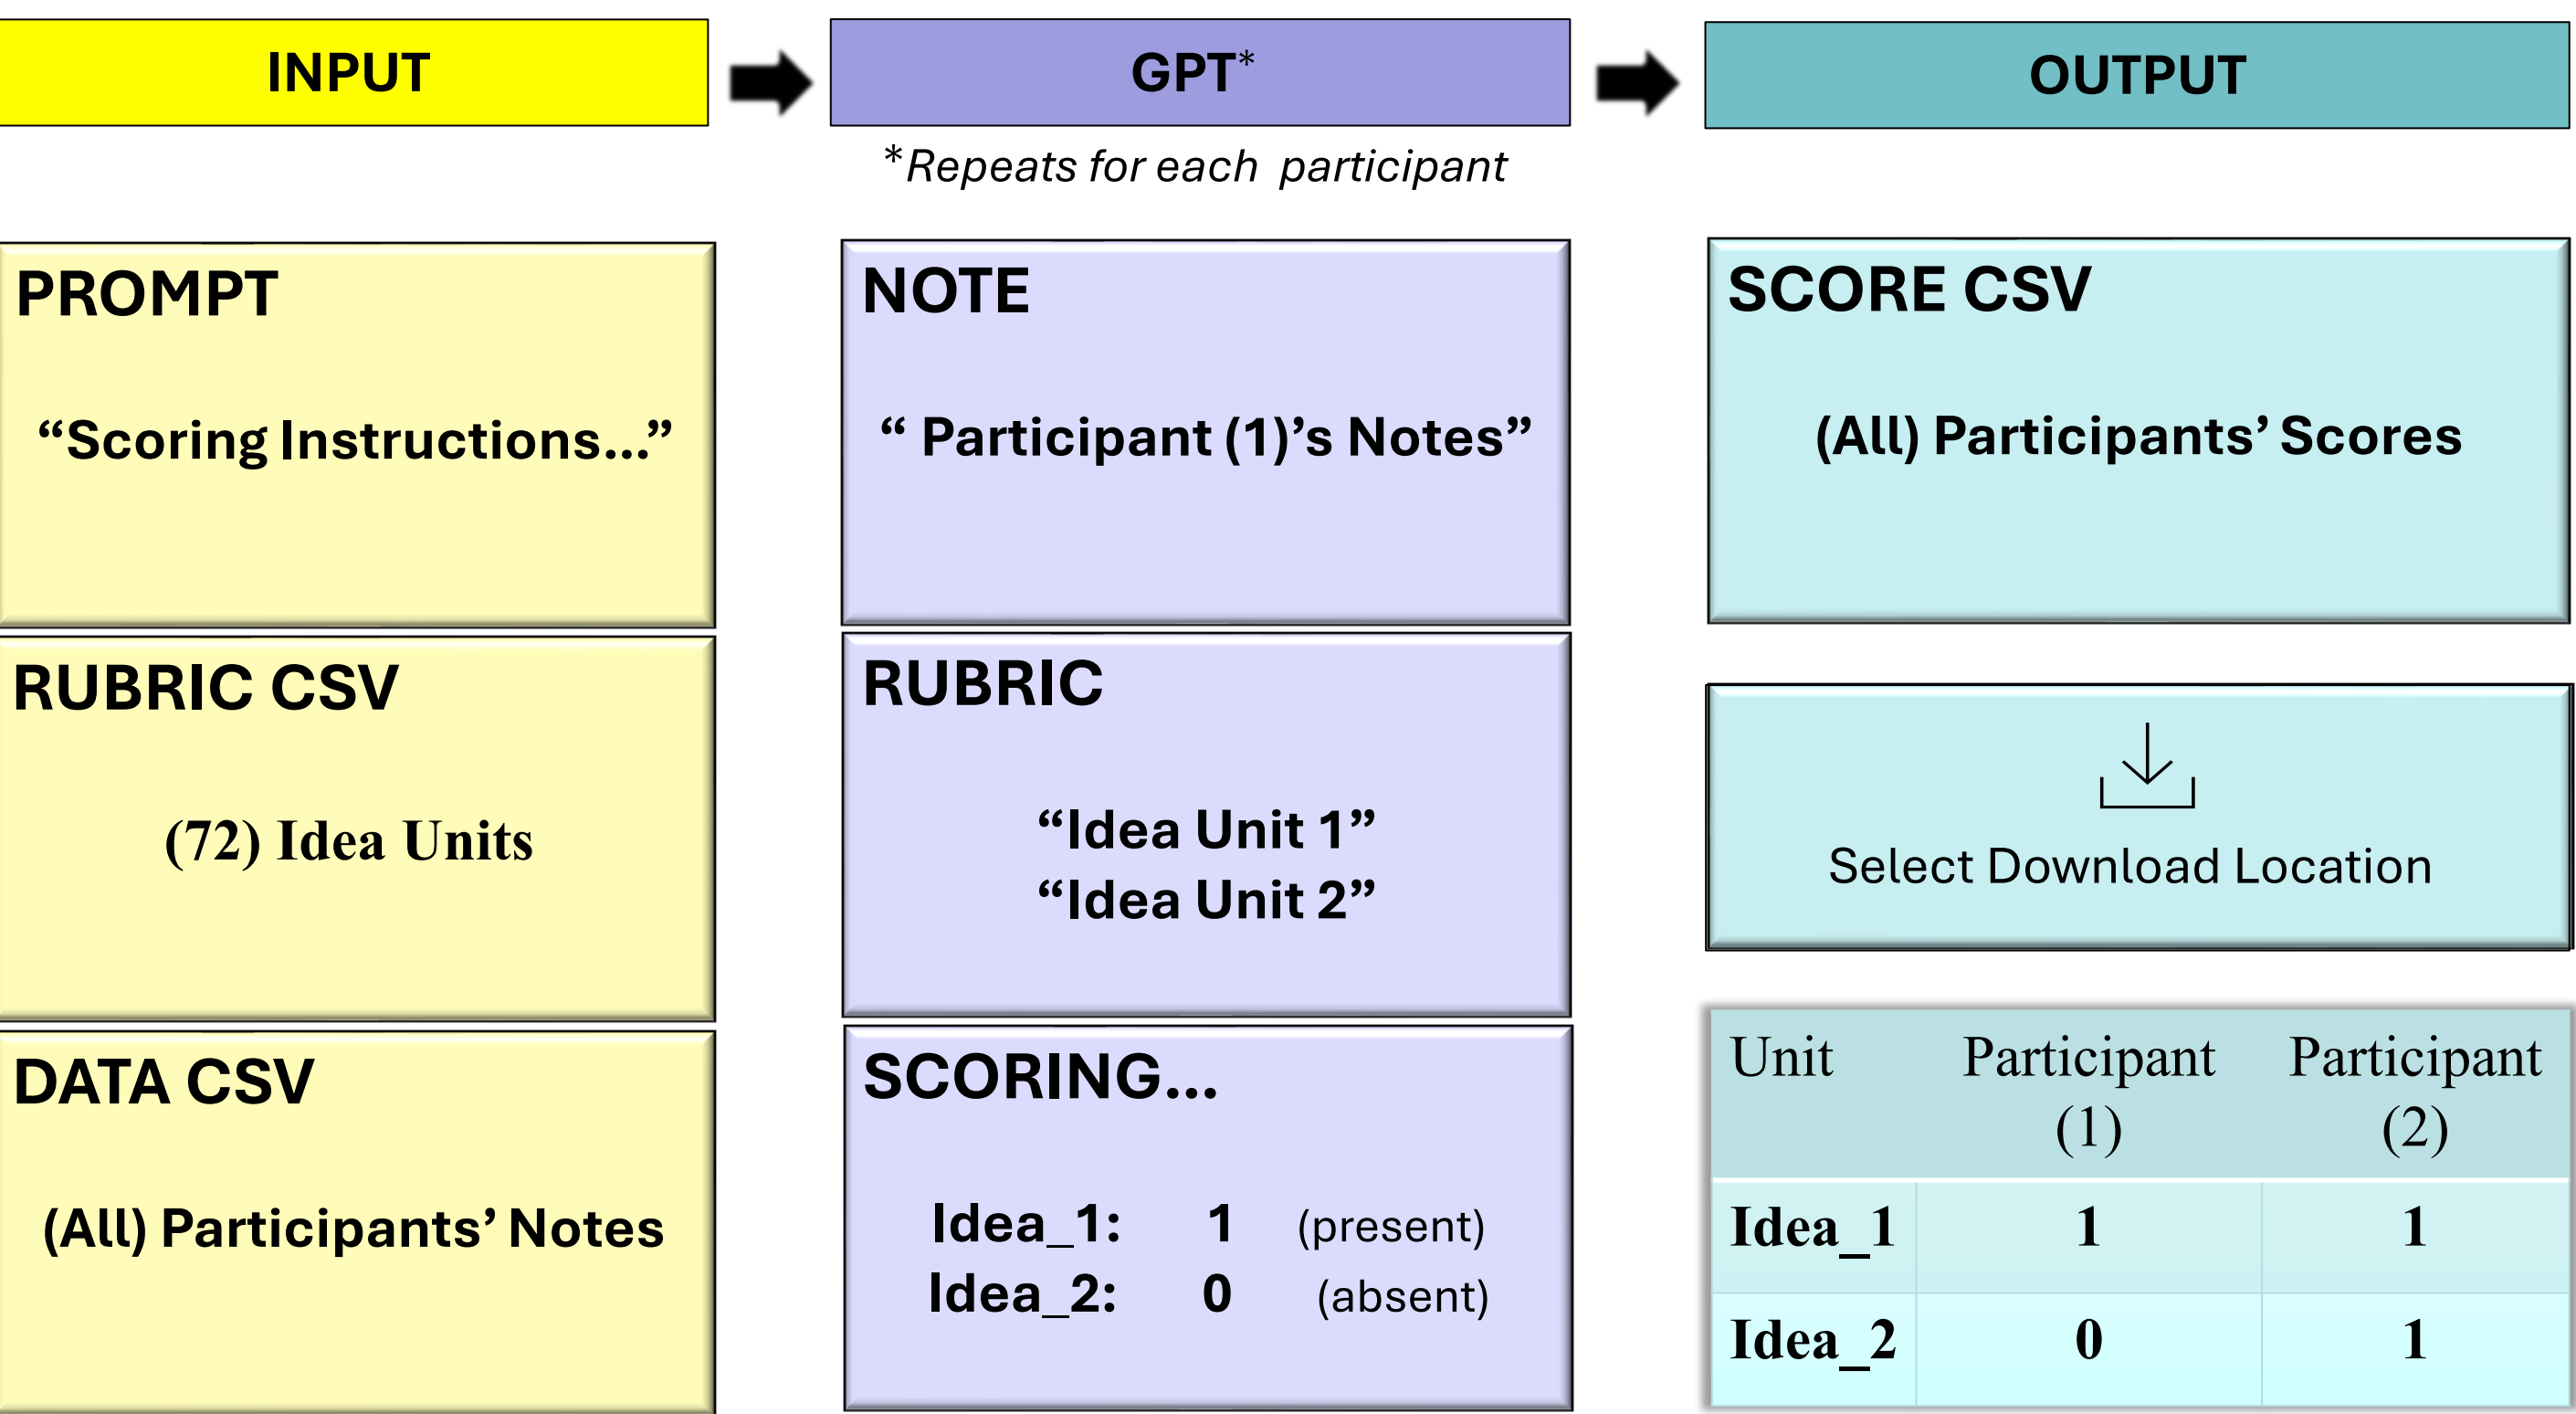 INPUT
GPT*
OUTPUT
*Repeats for each participant
PROMPT
“Scoring Instructions...”
RUBRIC CSV
(72) Idea Units
DATA CSV
(All) Participants’ Notes
NOTE
“ Participant (1)’s Notes”
RUBRIC
“Idea Unit 1”
“Idea Unit 2”
SCORING...
Idea_1: 1 (present)
Idea_2: 0 (absent)
SCORE CSV
(All) Participants’ Scores
Select Download Location
Unit Participant Participant
(1) (2)
Idea_1 1 1
Idea_2 0 1